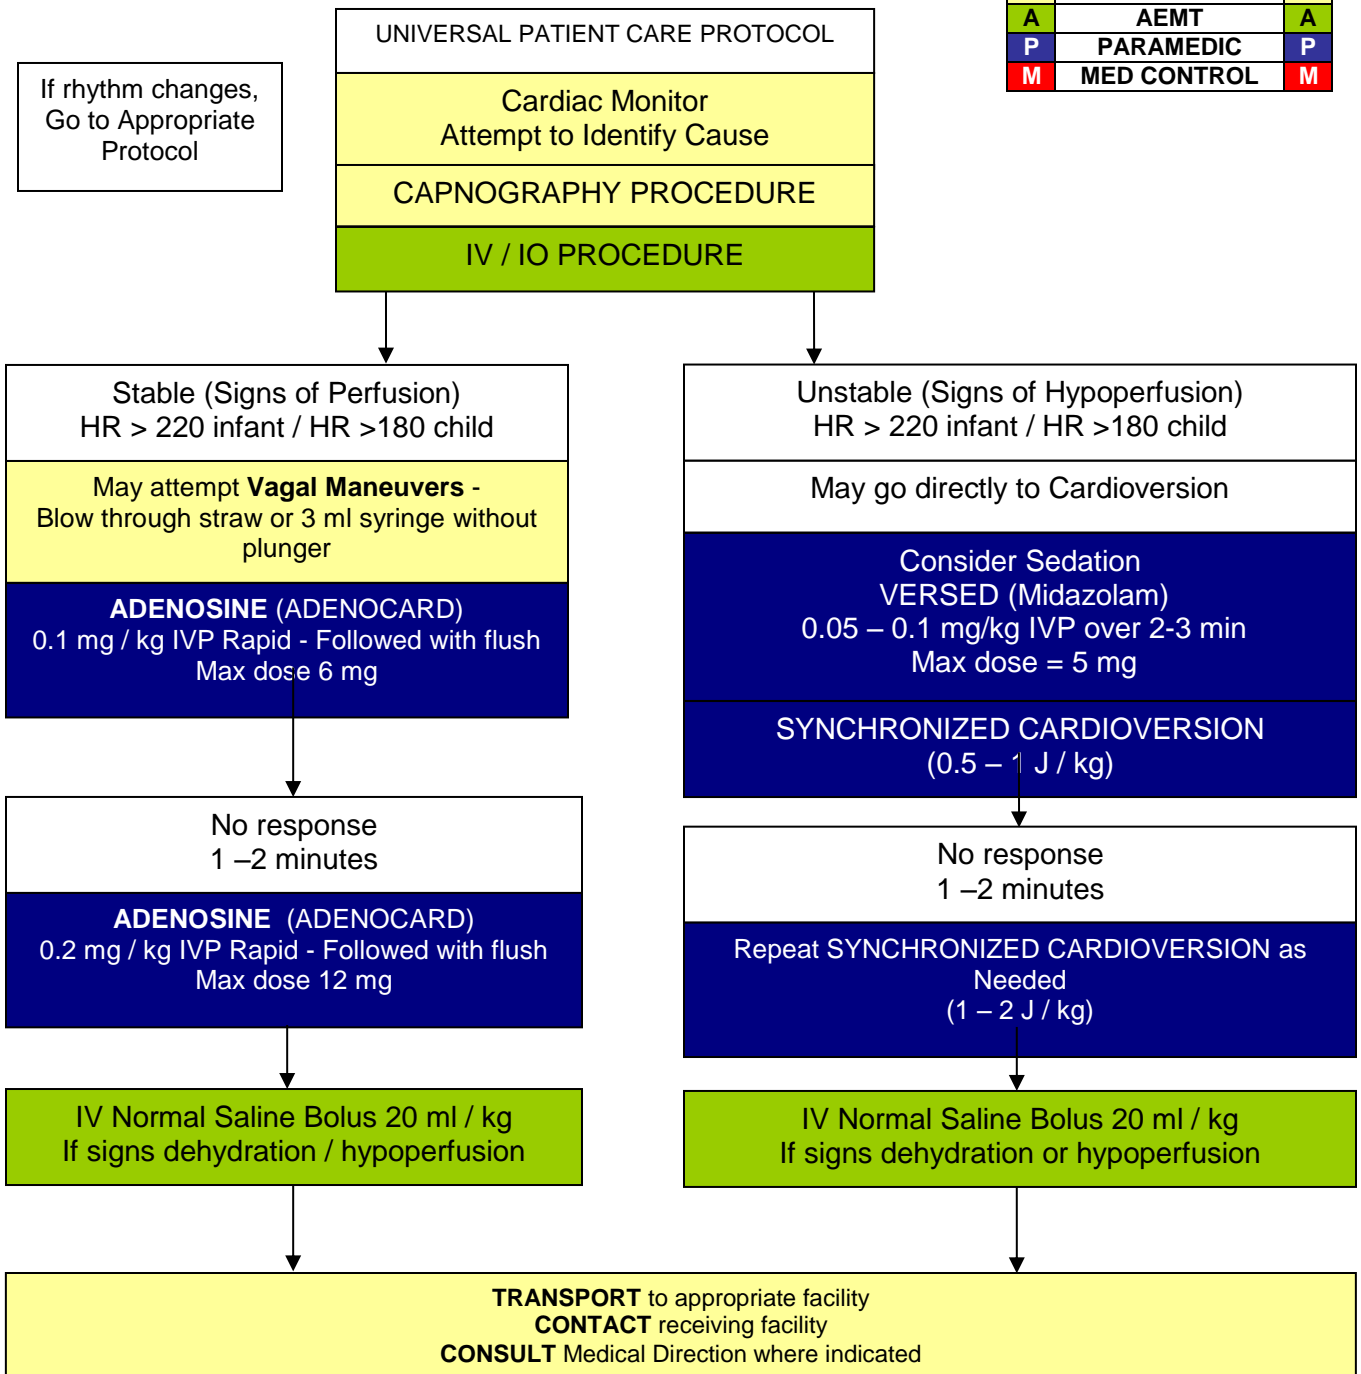 A AEMT A
P PARAMEDIC P
M MED CONTROL M
UNIVERSAL PATIENT CARE PROTOCOL
If rhythm changes,
Go to Appropriate
Protocol
Cardiac Monitor
Attempt to Identify Cause
CAPNOGRAPHY PROCEDURE
IV / IO PROCEDURE
Stable (Signs of Perfusion)
HR > 220 infant / HR >180 child
May attempt Vagal Maneuvers -
Blow through straw or 3 ml syringe without
plunger
ADENOSINE (ADENOCARD)
0.1 mg / kg IVP Rapid - Followed with flush
Max dose 6 mg
No response
1 –2 minutes
ADENOSINE (ADENOCARD)
0.2 mg / kg IVP Rapid - Followed with flush
Max dose 12 mg
IV Normal Saline Bolus 20 ml / kg
If signs dehydration / hypoperfusion
Unstable (Signs of Hypoperfusion)
HR > 220 infant / HR >180 child
May go directly to Cardioversion
Consider Sedation
VERSED (Midazolam)
0.05 – 0.1 mg/kg IVP over 2-3 min
Max dose = 5 mg
SYNCHRONIZED CARDIOVERSION
(0.5 – 1 J / kg)
No response
1 –2 minutes
Repeat SYNCHRONIZED CARDIOVERSION as
Needed
(1 – 2 J / kg)
IV Normal Saline Bolus 20 ml / kg
If signs dehydration or hypoperfusion
TRANSPORT to appropriate facility
CONTACT receiving facility
CONSULT Medical Direction where indicated